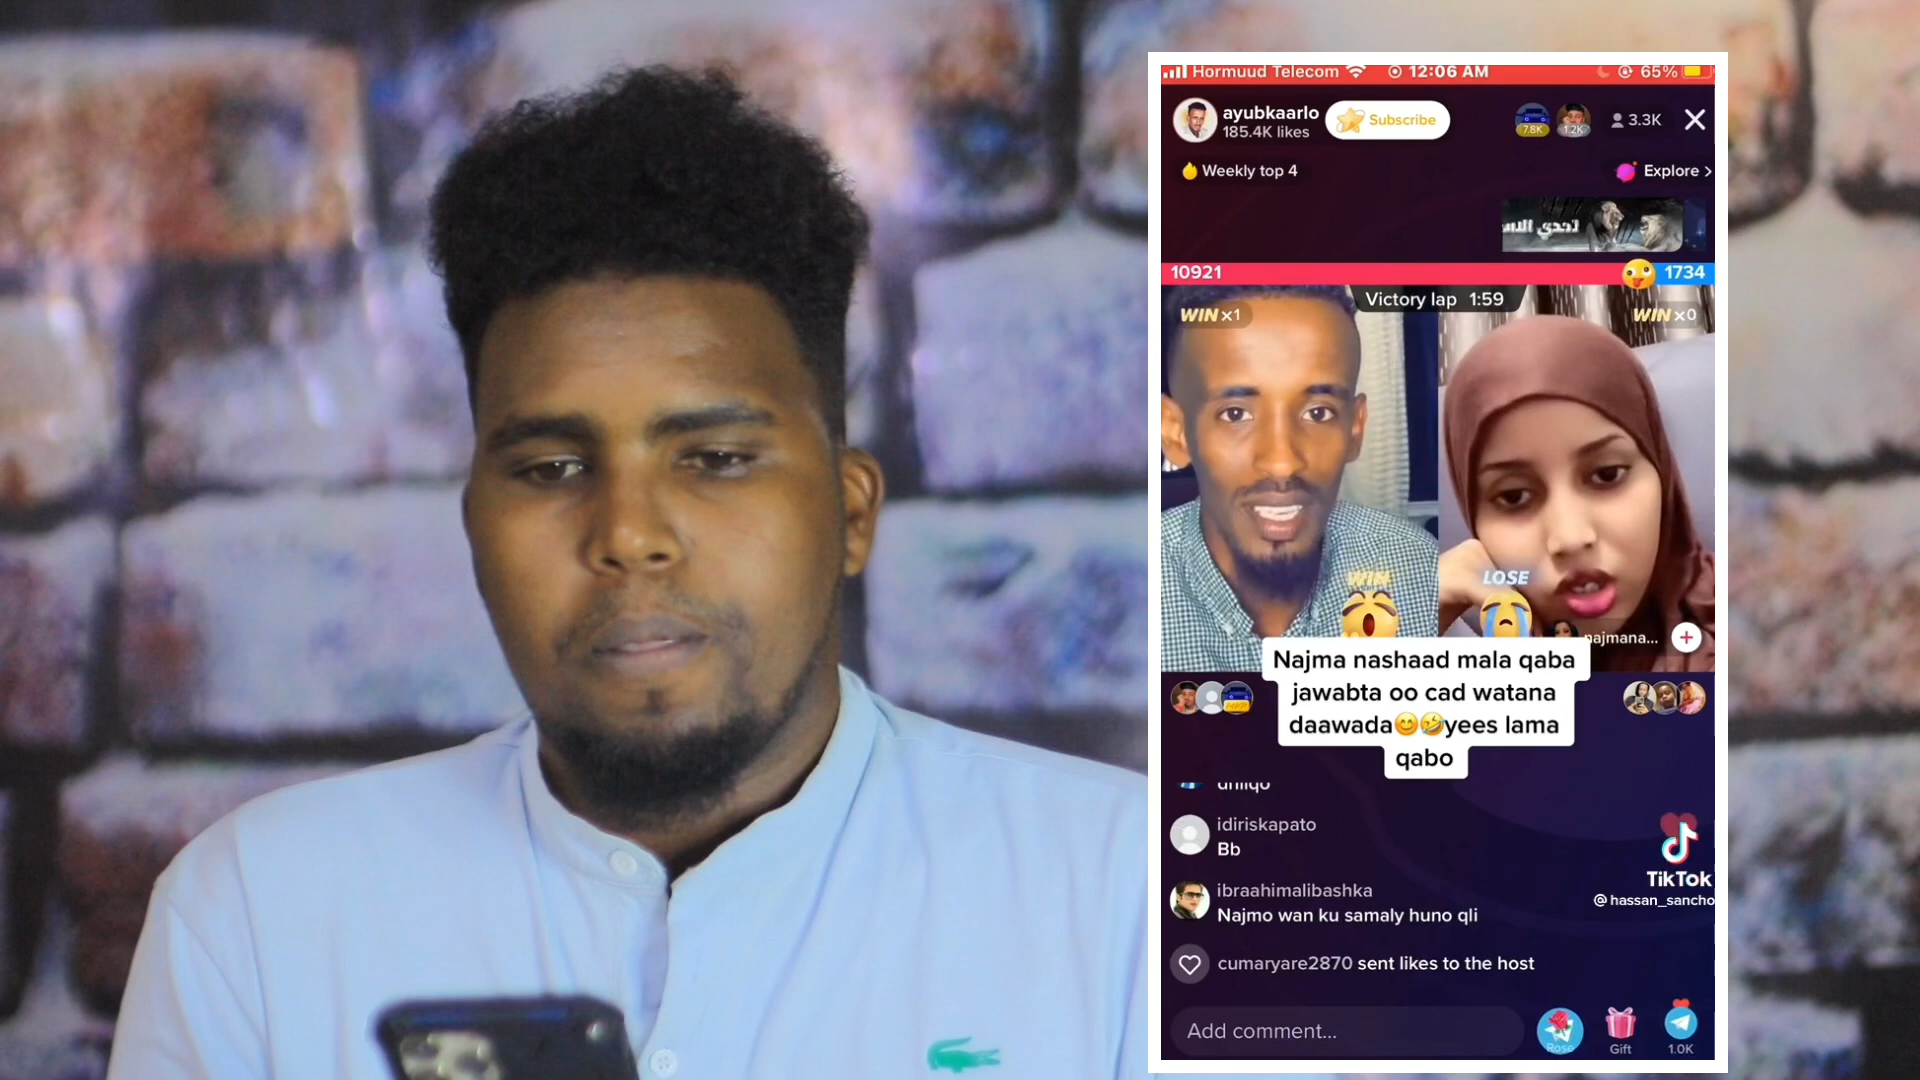 Hormuud Telecom 12:06 AM 65%
ayubkaarlo
185.4K likes
Subscribe
7.8K 1.2K
3.3K
Weekly top 4
Explore >
تحدي
10921 1734
Victory lap 1:59
WIN x1
WIN x0
WIN
LOSE
najmana...
Najma nashaad mala qaba
jawabta oo cad watana
daawada😊🤣yees lama
qabo
idiriskapato
Bb
ibraahimalibashka
Najmo wan ku samaly huno qli
cumaryare2870 sent likes to the host
TikTok
@hassan_sancho
Add comment...
Rose
Gift
1.0K